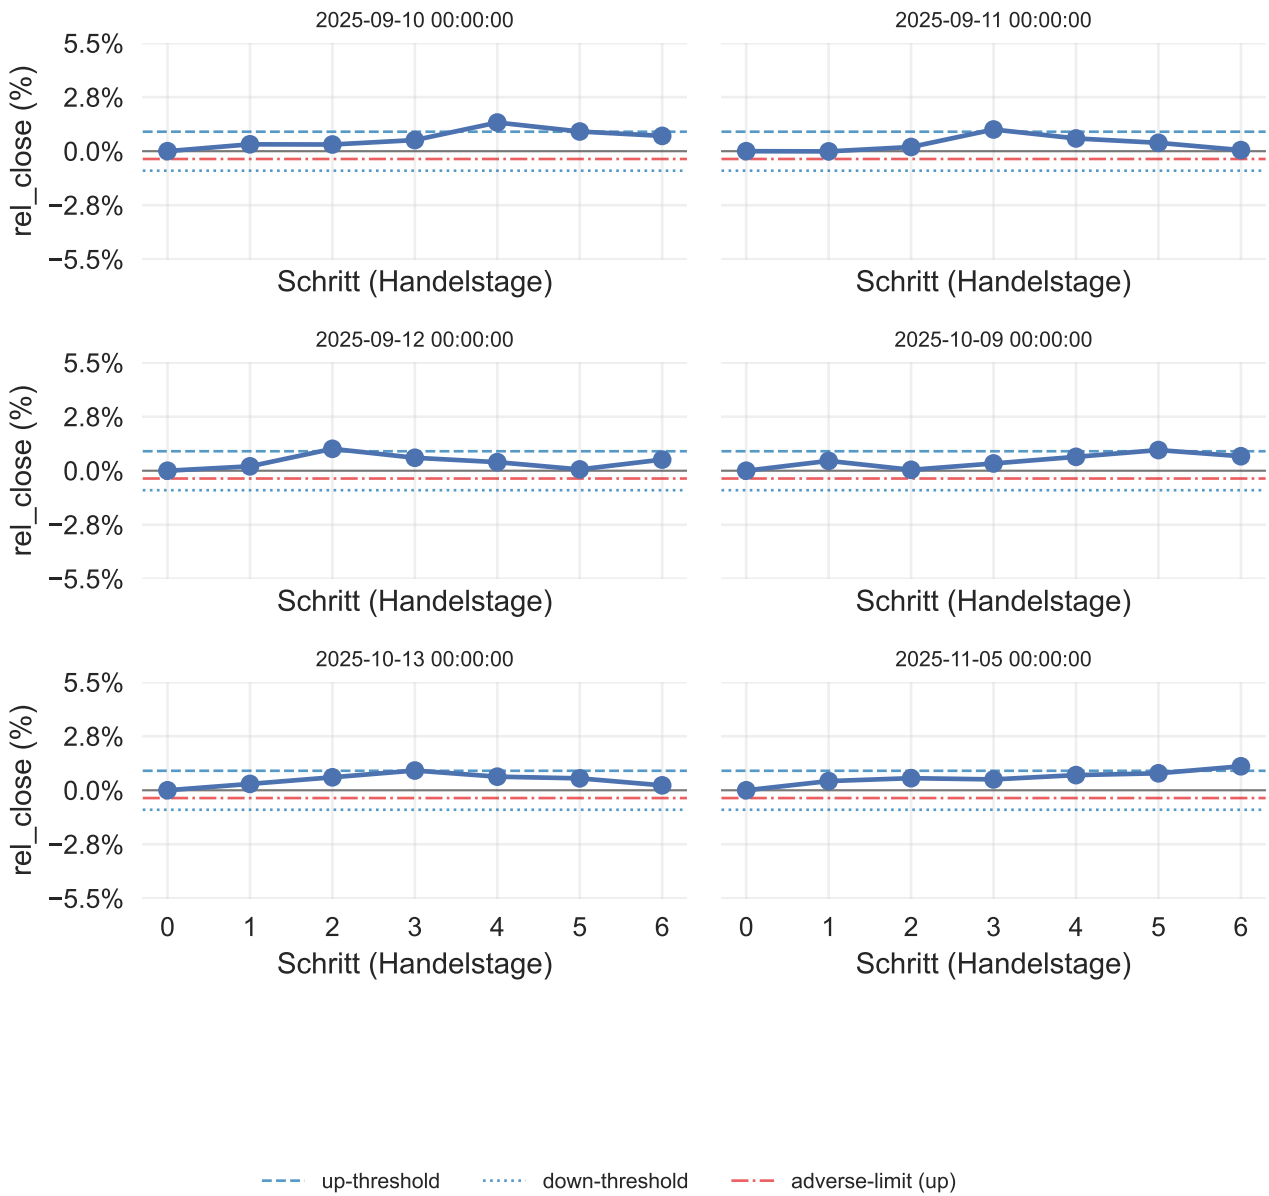 2025-09-10 00:00:00
2025-09-11 00:00:00
rel_close (%)
5.5%
2.8%
0.0%
−2.8%
−5.5%
Schritt (Handelstage)
Schritt (Handelstage)
2025-09-12 00:00:00
2025-10-09 00:00:00
rel_close (%)
5.5%
2.8%
0.0%
−2.8%
−5.5%
Schritt (Handelstage)
Schritt (Handelstage)
2025-10-13 00:00:00
2025-11-05 00:00:00
rel_close (%)
5.5%
2.8%
0.0%
−2.8%
−5.5%
0 1 2 3 4 5 6
0 1 2 3 4 5 6
Schritt (Handelstage)
Schritt (Handelstage)
up-threshold
down-threshold
adverse-limit (up)